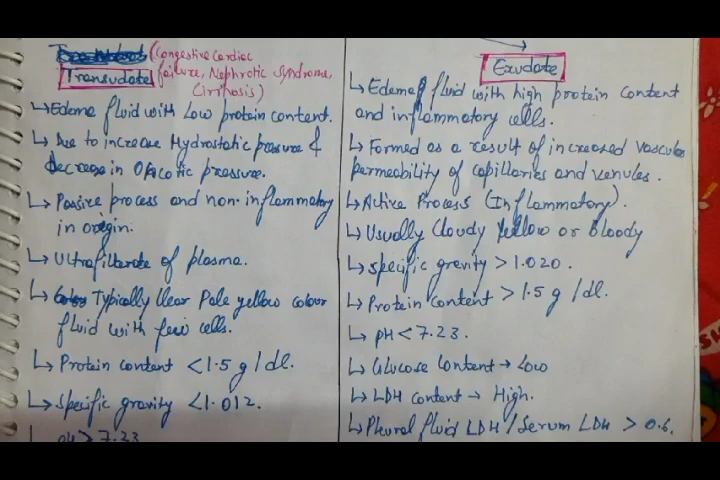 (Congestive Cardiac
Transudate failure, Nephrotic Syndrome,
Cirrhosis)
↳ Edema fluid with Low protein content.
↳ Due to increase Hydrostatic pressure &
decrease in Oncotic pressure.
↳ Passive process and non-inflammatory
in origin.
↳ Ultrafilterate of plasma.
↳ Typically Clear Pale yellow colour
fluid with few cells.
↳ Protein content <1.5 g/dl.
↳ Specific gravity <1.012.
pH > 7.23
Exudate
↳ Edema fluid with high protein content
and inflammatory cells.
↳ Formed as a result of increased vascular
permeability of capillaries and venules.
↳ Active Process (Inflammatory).
↳ Usually Cloudy Yellow or Bloody
↳ Specific gravity > 1.020.
↳ Protein content > 1.5 g/dl.
↳ pH < 7.23.
↳ Glucose Content → Low
↳ LDH content → High.
↳ Pleural fluid LDH / Serum LDH > 0.6.